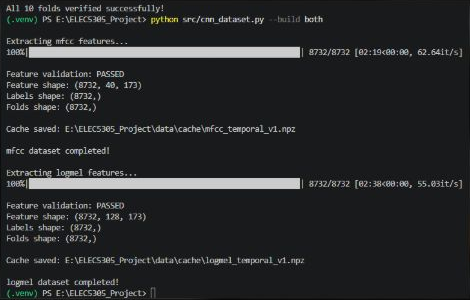 All 10 folds verified successfully!
(.venv) PS E:\ELEC5305_Project> python src/cnn_dataset.py --build both
Extracting mfcc features...
100%| | 8732/8732 [02:19<00:00, 62.64it/s]
Feature validation: PASSED
Feature shape: (8732, 40, 173)
Labels shape: (8732,)
Folds shape: (8732,)
Cache saved: E:\ELEC5305_Project\data\cache\mfcc_temporal_v1.npz
mfcc dataset completed!
Extracting logmel features...
100%| | 8732/8732 [02:38<00:00, 55.03it/s]
Feature validation: PASSED
Feature shape: (8732, 128, 173)
Labels shape: (8732,)
Folds shape: (8732,)
Cache saved: E:\ELEC5305_Project\data\cache\logmel_temporal_v1.npz
logmel dataset completed!
(.venv) PS E:\ELEC5305_Project>